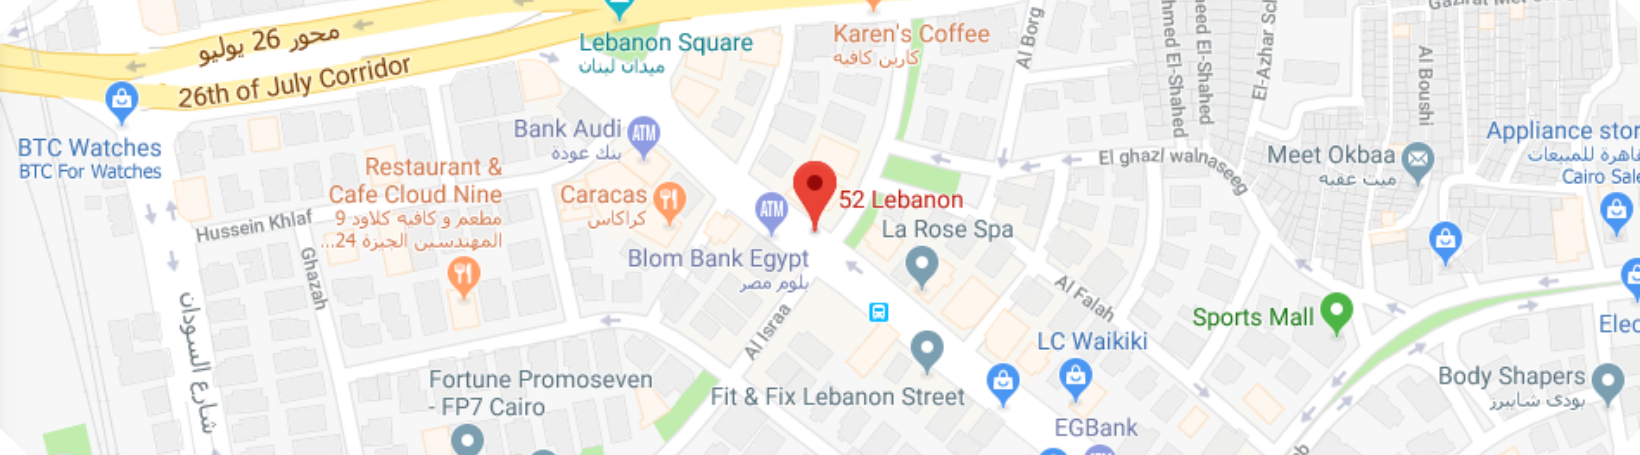 محور 26 يوليو
26th of July Corridor
Lebanon Square
ميدان لبنان
Karen's Coffee
كارين كافيه
Al Borg
hmed El-Shahed
eed El-Shahed
El-Azhar
Al Boushi
BTC Watches
BTC For Watches
Bank Audi
بنك عودة
Restaurant &
Cafe Cloud Nine
مطعم و كافيه كلاود 9
المهندسين الجيزة 24...
Caracas
كراكاس
ATM
ATM
52 Lebanon
La Rose Spa
El ghazl walnaseeg
Meet Okbaa
ميت عقبه
Appliance stor
اهرة للمبيعات
Cairo Sale
Hussein Khlaf
Ghazah
Blom Bank Egypt
بلوم مصر
Al Israa
Al Falah
Sports Mall
LC Waikiki
Elec
شارع السودان
Fortune Promoseven
- FP7 Cairo
Fit & Fix Lebanon Street
Body Shapers
بودى شايبرز
EGBank